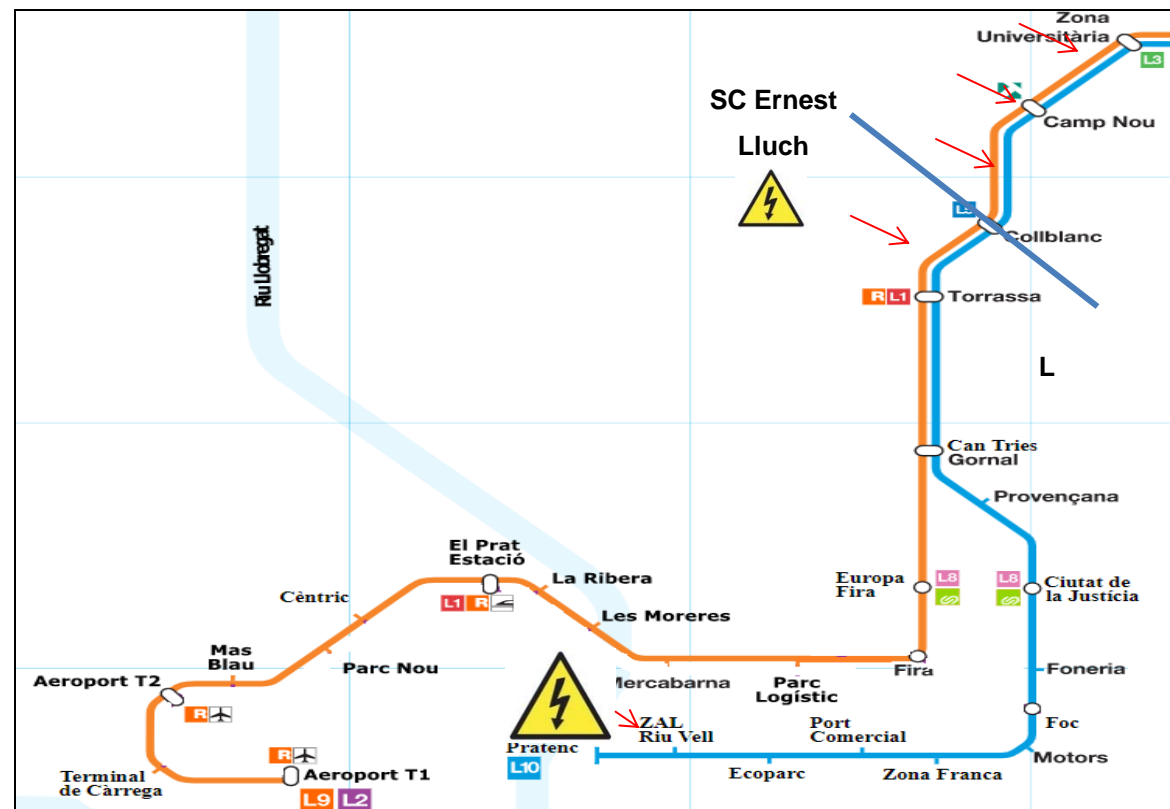 Zona
Universitària
L3
SC Ernest
Lluch
Camp Nou
L5
Collblanc
Riu Llobregat
R L1
Torrassa
L
Can Tries
Gornal
Provençana
El Prat
Estació
L1 R
La Ribera
Europa
Fira
L8
L8
Ciutat de
la Justícia
Cèntric
Les Moreres
Mas
Blau
Parc Nou
Aeroport T2
R
Mercabarna
Parc
Logístic
Fira
Foneria
ZAL
Riu Vell
Port
Comercial
Foc
Pratenc
L10
Motors
R
Aeroport T1
Terminal
de Càrrega
Ecoparc
Zona Franca
L9 L2